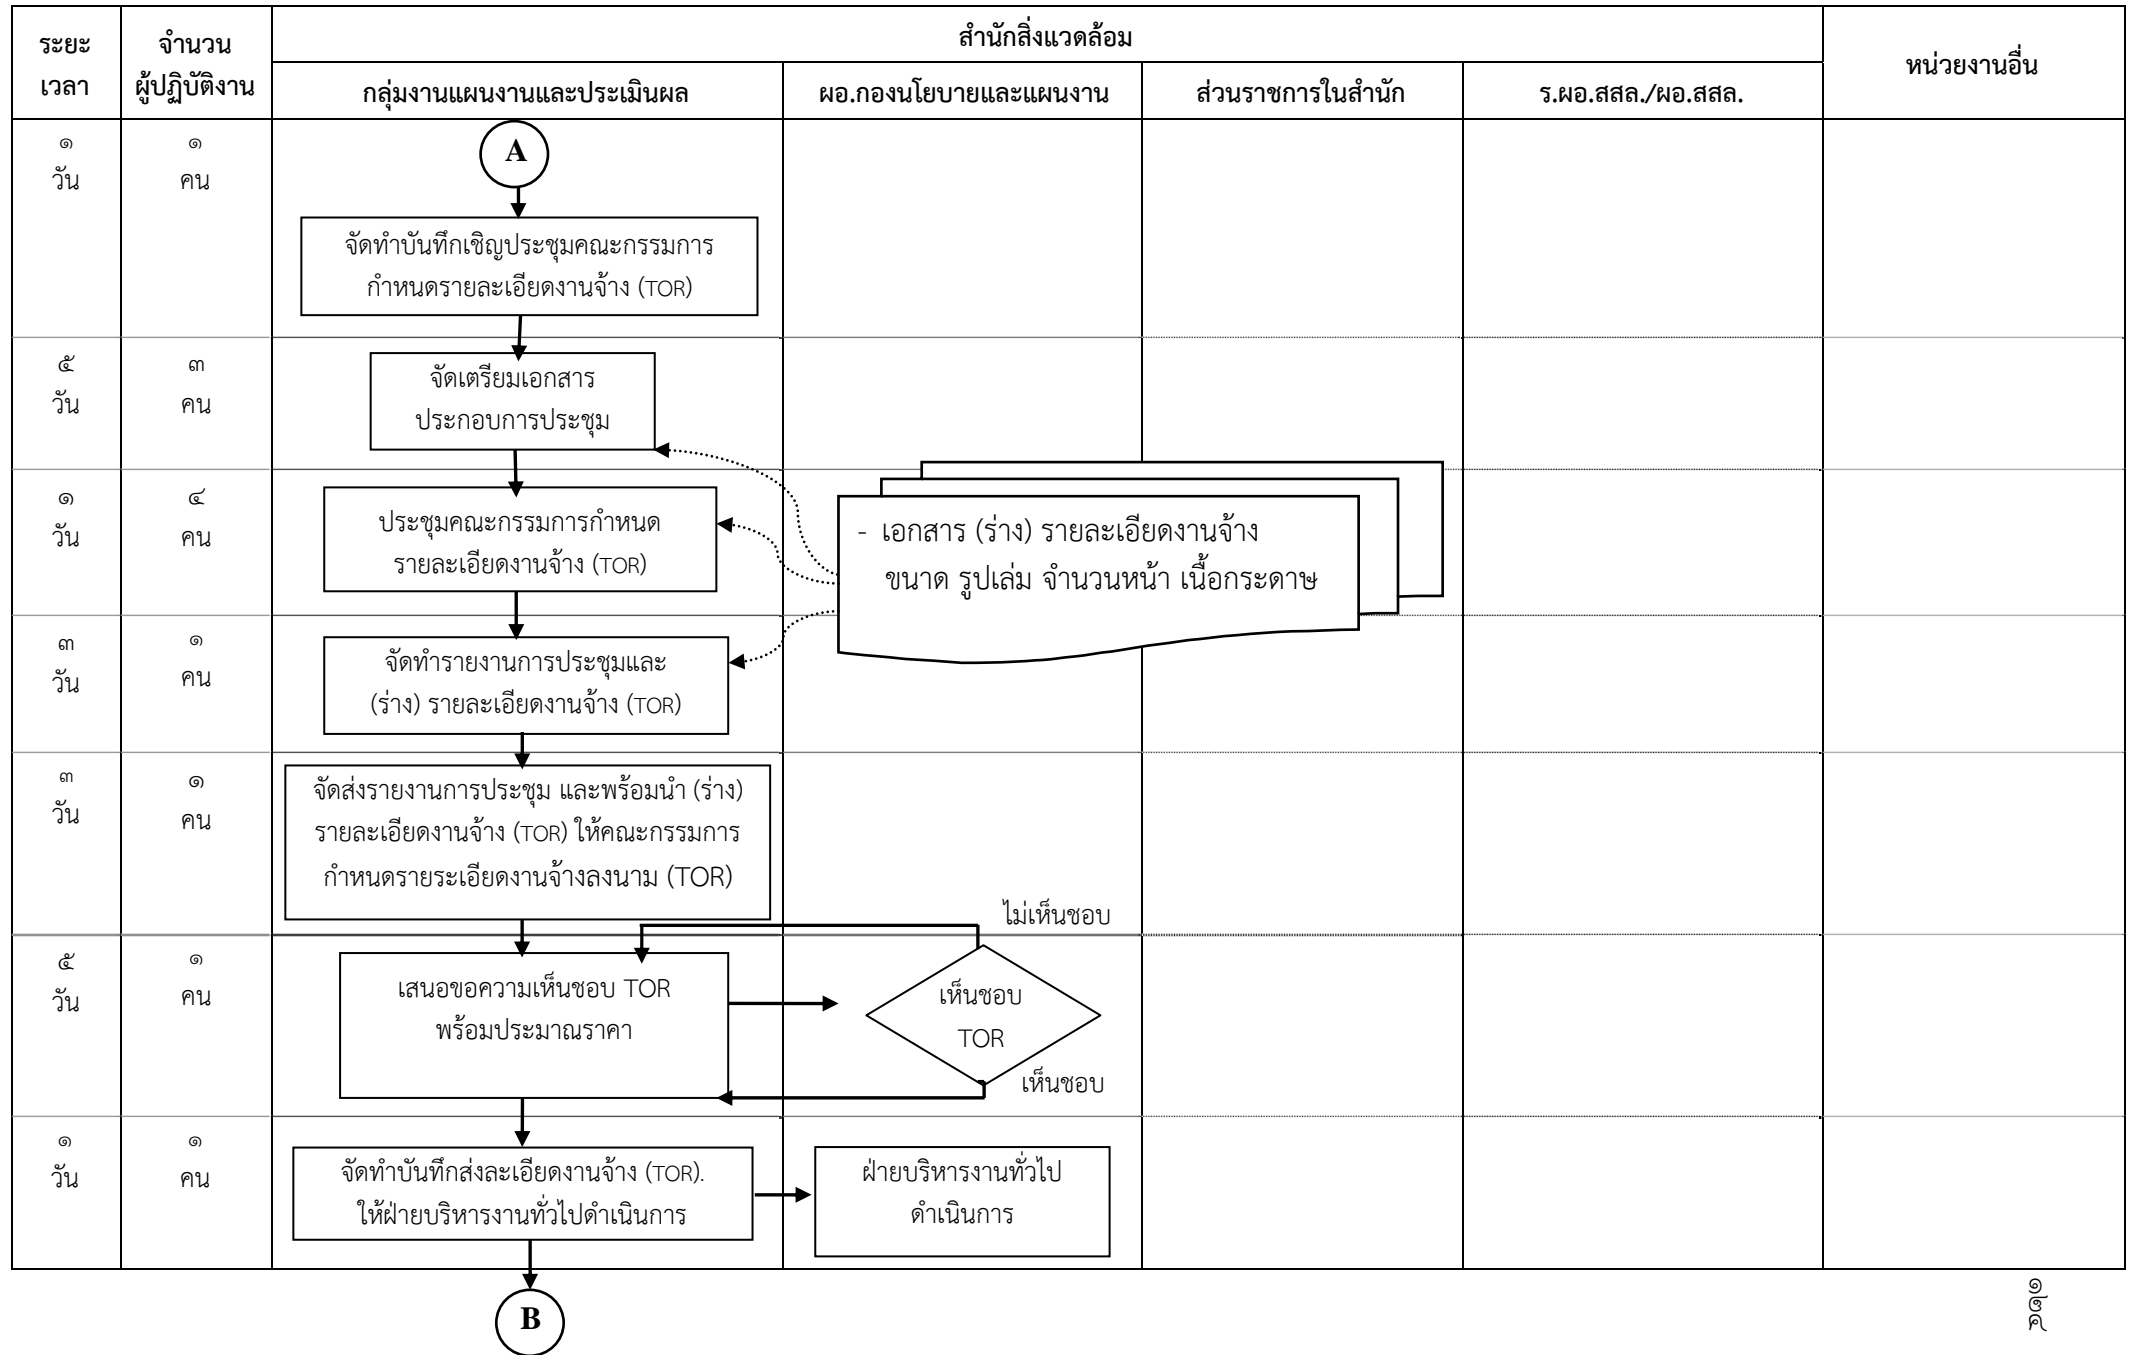 ระยะ
เวลา
จำนวน
ผู้ปฏิบัติงาน
สำนักสิ่งแวดล้อม
หน่วยงานอื่น
กลุ่มงานแผนงานและประเมินผล
ผอ.กองนโยบายและแผนงาน
ส่วนราชการในสำนัก
ร.ผอ.สสล./ผอ.สสล.
๑
วัน
๑
คน
A
จัดทำบันทึกเชิญประชุมคณะกรรมการ
กำหนดรายละเอียดงานจ้าง (TOR)
๕
วัน
๓
คน
จัดเตรียมเอกสาร
ประกอบการประชุม
๑
วัน
๔
คน
ประชุมคณะกรรมการกำหนด
รายละเอียดงานจ้าง (TOR)
- เอกสาร (ร่าง) รายละเอียดงานจ้าง
ขนาด รูปเล่ม จำนวนหน้า เนื้อกระดาษ
๓
วัน
๑
คน
จัดทำรายงานการประชุมและ
(ร่าง) รายละเอียดงานจ้าง (TOR)
๓
วัน
๑
คน
จัดส่งรายงานการประชุม และพร้อมนำ (ร่าง)
รายละเอียดงานจ้าง (TOR) ให้คณะกรรมการ
กำหนดรายระเอียดงานจ้างลงนาม (TOR)
ไม่เห็นชอบ
๕
วัน
๑
คน
เสนอขอความเห็นชอบ TOR
พร้อมประมาณราคา
เห็นชอบ
TOR
เห็นชอบ
๑
วัน
๑
คน
จัดทำบันทึกส่งละเอียดงานจ้าง (TOR).
ให้ฝ่ายบริหารงานทั่วไปดำเนินการ
ฝ่ายบริหารงานทั่วไป
ดำเนินการ
B
๑๒๔